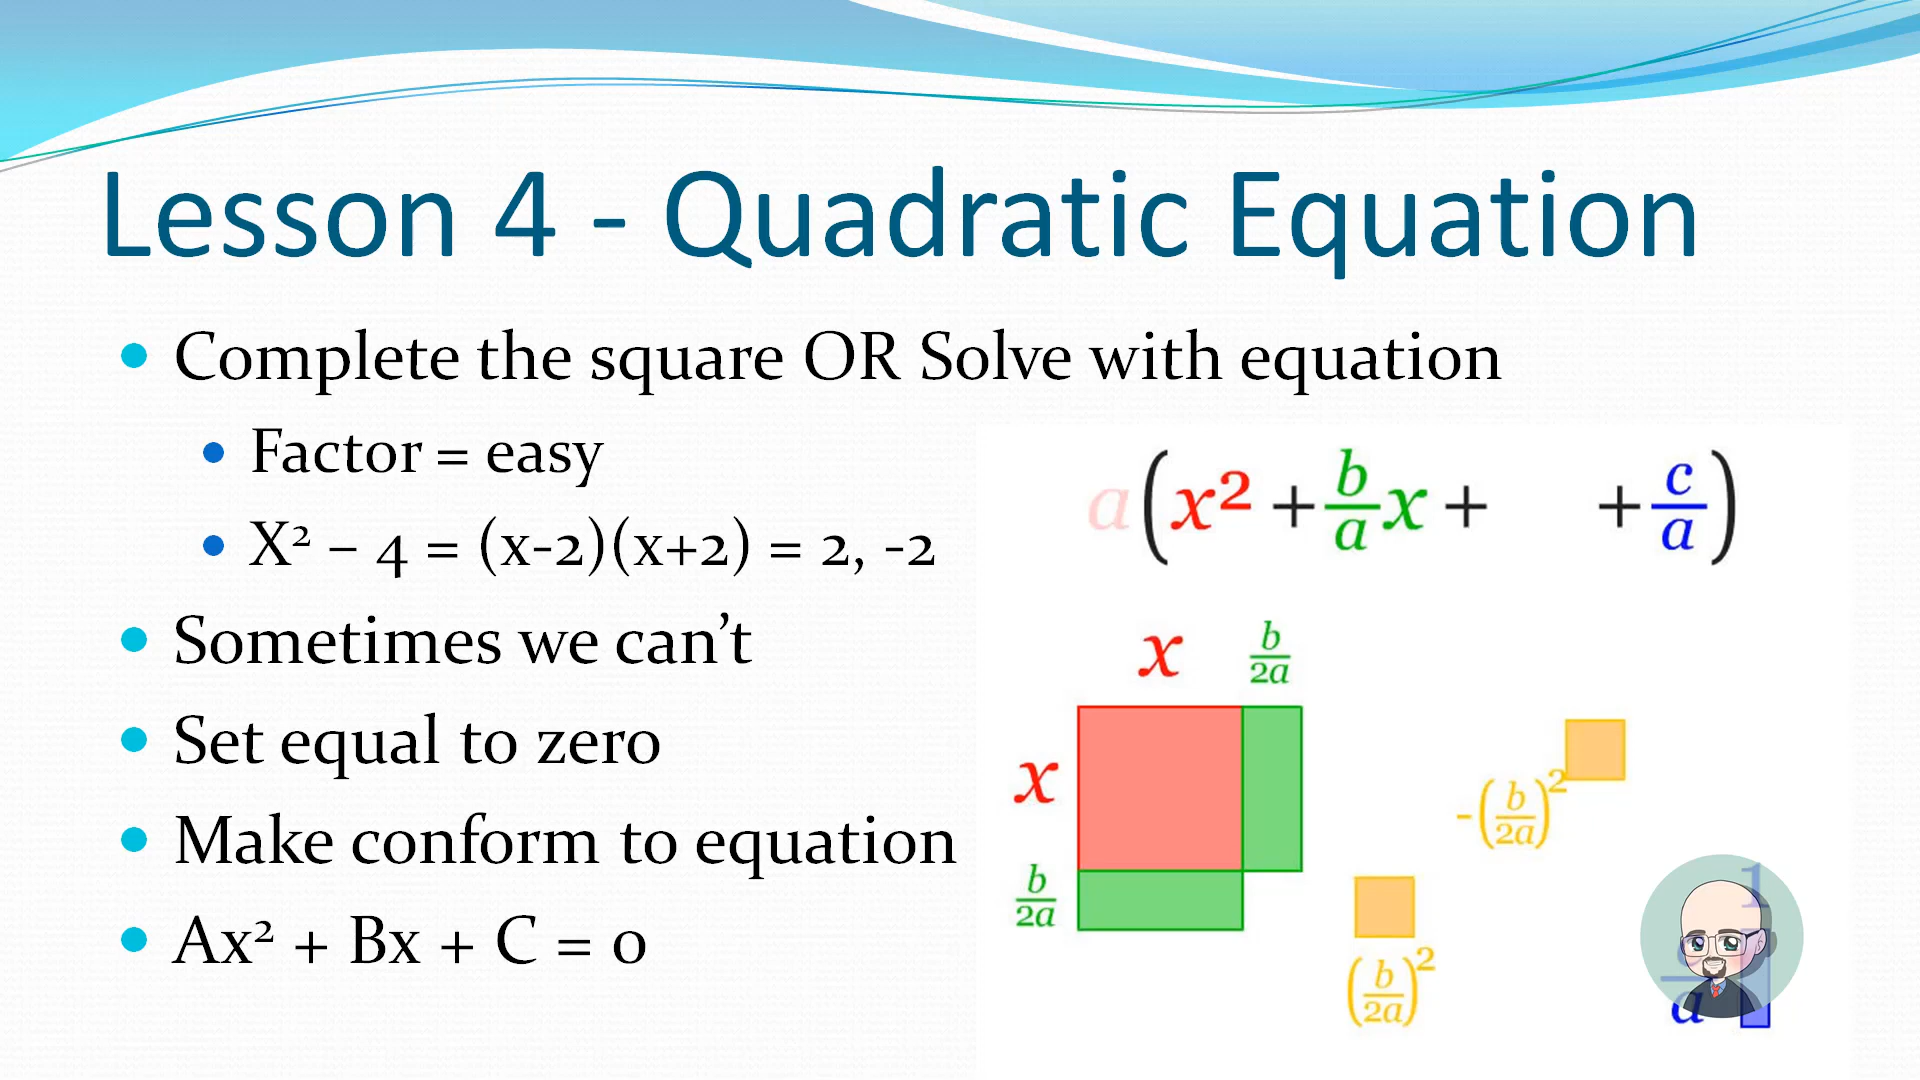 Lesson 4 - Quadratic Equation
Complete the square OR Solve with equation
Factor = easy
X² – 4 = (x-2)(x+2) = 2, -2
Sometimes we can’t
Set equal to zero
Make conform to equation
Ax² + Bx + C = 0
a(x² + b/a x + + c/a)
x b/2a
x
b/2a
-(b/2a)²
(b/2a)²
1
a